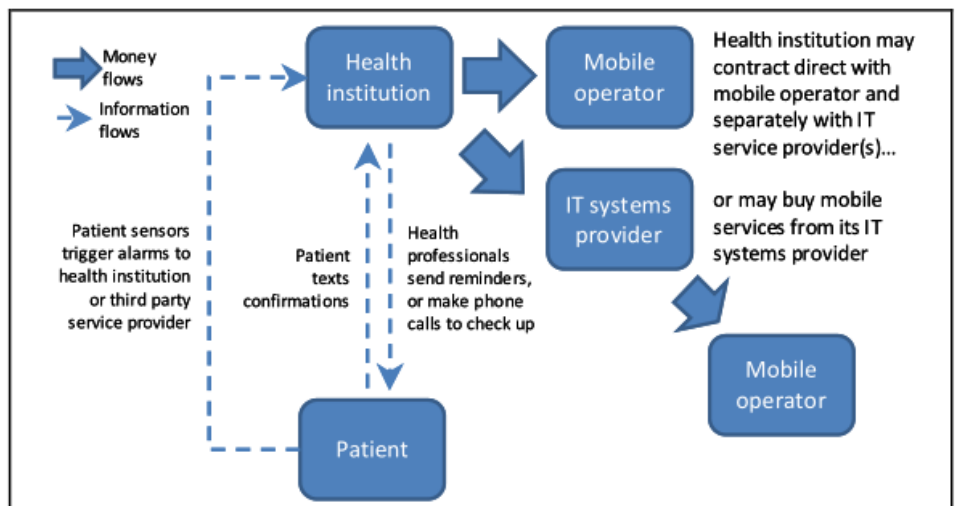 Money
flows
Information
flows
Health
institution
Mobile
operator
Health institution may
contract direct with
mobile operator and
separately with IT
service provider(s)...
IT systems
provider
or may buy mobile
services from its IT
systems provider
Patient sensors
trigger alarms to
health institution
or third party
service provider
Patient
texts
confirmations
Health
professionals
send reminders,
or make phone
calls to check up
Mobile
operator
Patient